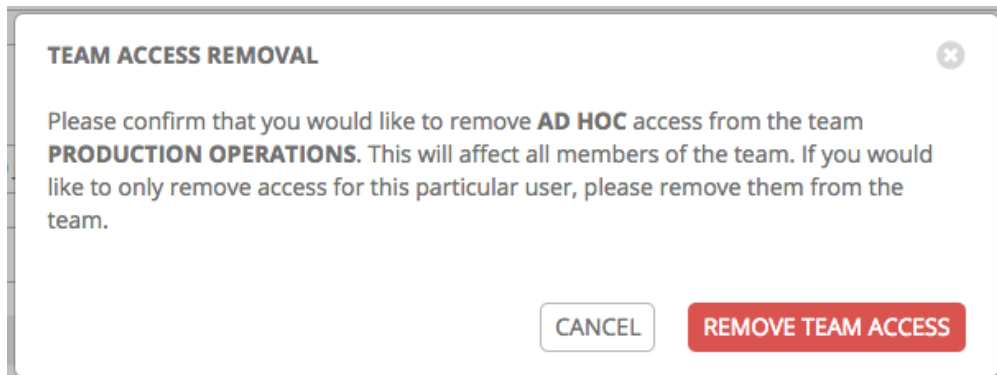 TEAM ACCESS REMOVAL
Please confirm that you would like to remove AD HOC access from the team
PRODUCTION OPERATIONS. This will affect all members of the team. If you would
like to only remove access for this particular user, please remove them from the
team.
CANCEL
REMOVE TEAM ACCESS